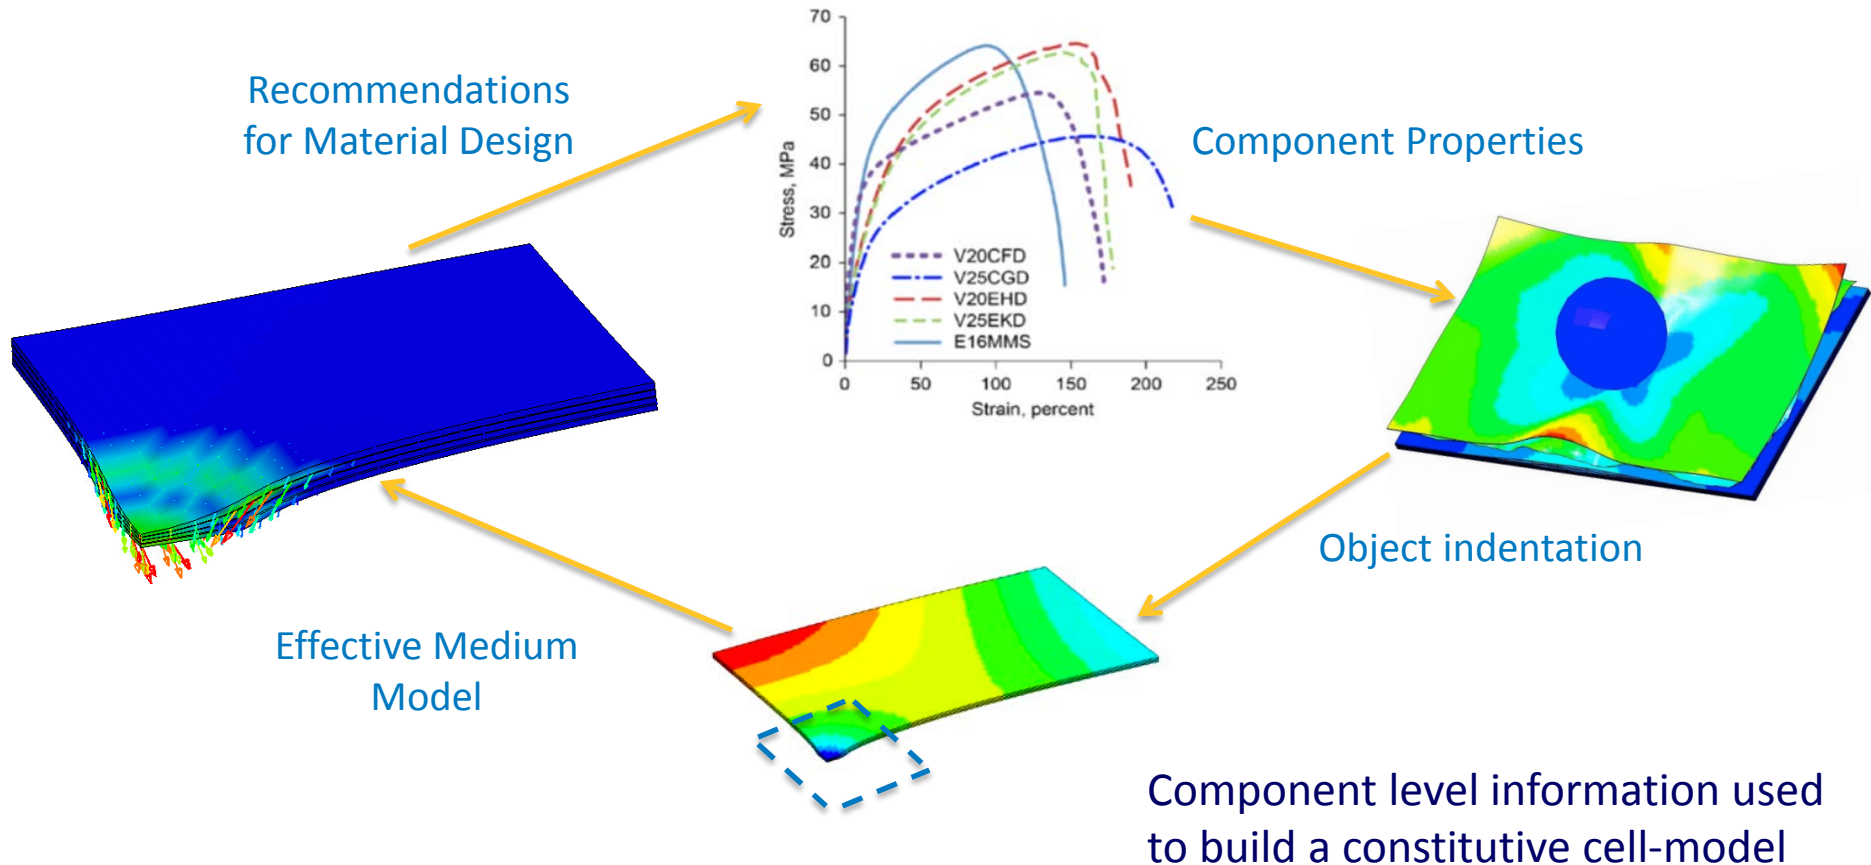 Recommendations
for Material Design
70
60
50
40
30
20
10
0
Stress, MPa
V20CFD
V25CGD
V20EHD
V25EKD
E16MMS
0 50 100 150 200 250
Strain, percent
Component Properties
Object indentation
Effective Medium
Model
Component level information used
to build a constitutive cell-model